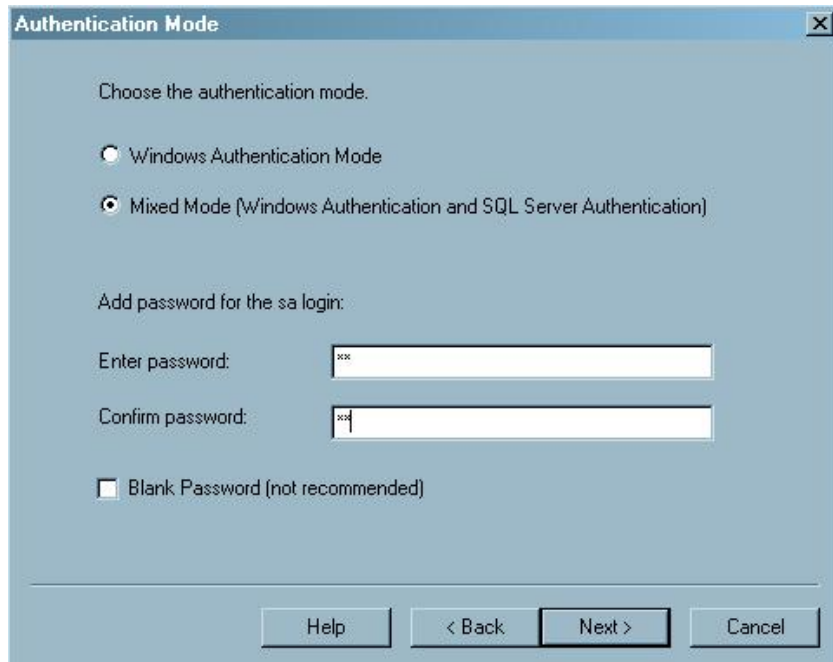 Authentication Mode
Choose the authentication mode.
Windows Authentication Mode
Mixed Mode (Windows Authentication and SQL Server Authentication)
Add password for the sa login:
Enter password: **
Confirm password: **
Blank Password (not recommended)
Help < Back Next > Cancel